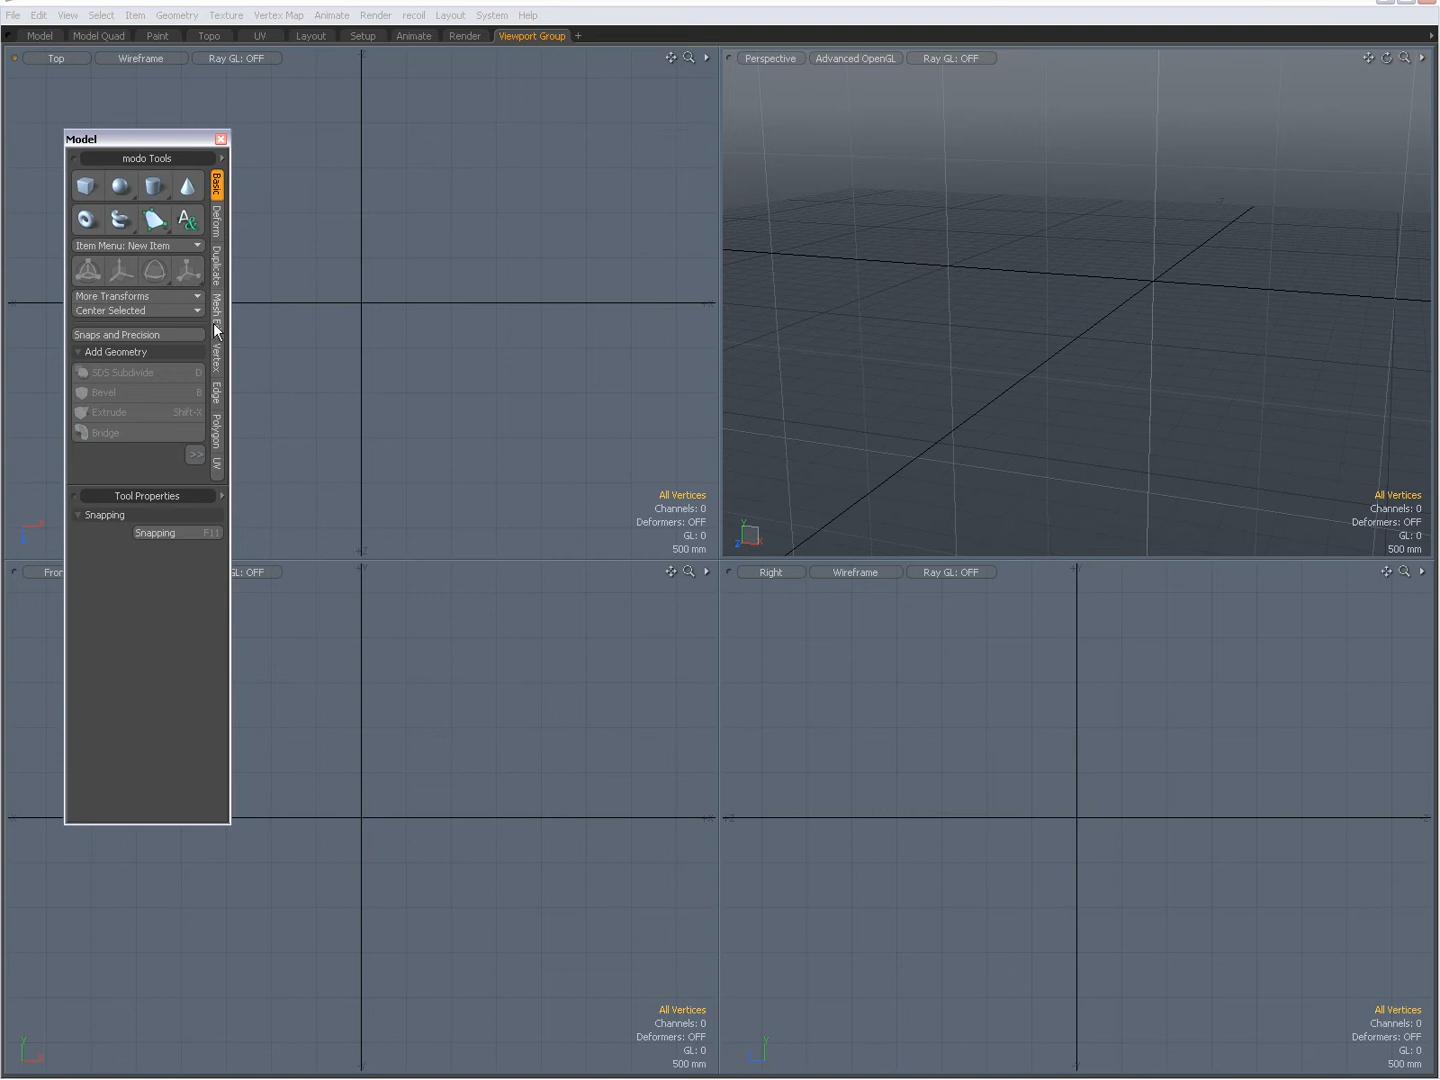 File Edit View Select Item Geometry Texture Vertex Map Animate Render recoil Layout System Help
Model Model Quad Paint Topo UV Layout Setup Animate Render Viewport Group +
Top Wireframe Ray GL: OFF
Perspective Advanced OpenGL Ray GL: OFF
Model
modo Tools
Basic
Deform
Duplicate
Mesh E
Vertex
Edge
Polygon
UV
Item Menu: New Item
More Transforms
Center Selected
Snaps and Precision
Add Geometry
SDS Subdivide D
Bevel B
Extrude Shift-X
Bridge
>>
Tool Properties
Snapping
Snapping F11
All Vertices
Channels: 0
Deformers: OFF
GL: 0
500 mm
All Vertices
Channels: 0
Deformers: OFF
GL: 0
500 mm
Fron
GL: OFF
Right Wireframe Ray GL: OFF
All Vertices
Channels: 0
Deformers: OFF
GL: 0
500 mm
All Vertices
Channels: 0
Deformers: OFF
GL: 0
500 mm